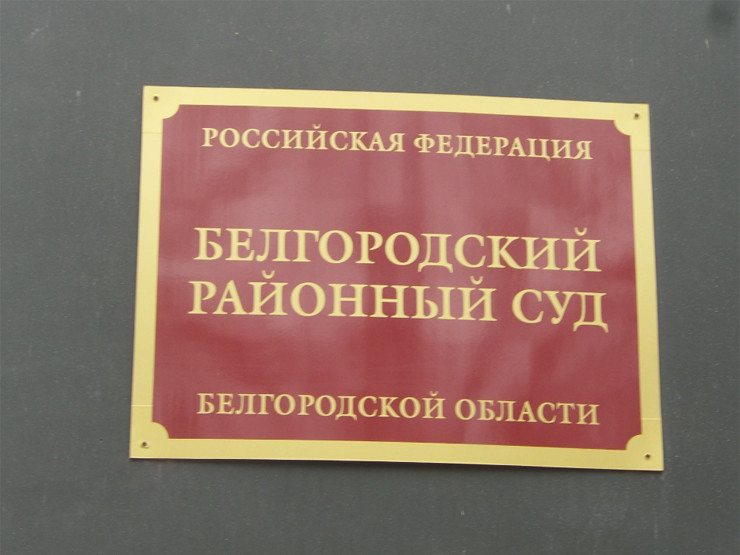 РОССИЙСКАЯ ФЕДЕРАЦИЯ
БЕЛГОРОДСКИЙ
РАЙОННЫЙ СУД
БЕЛГОРОДСКОЙ ОБЛАСТИ